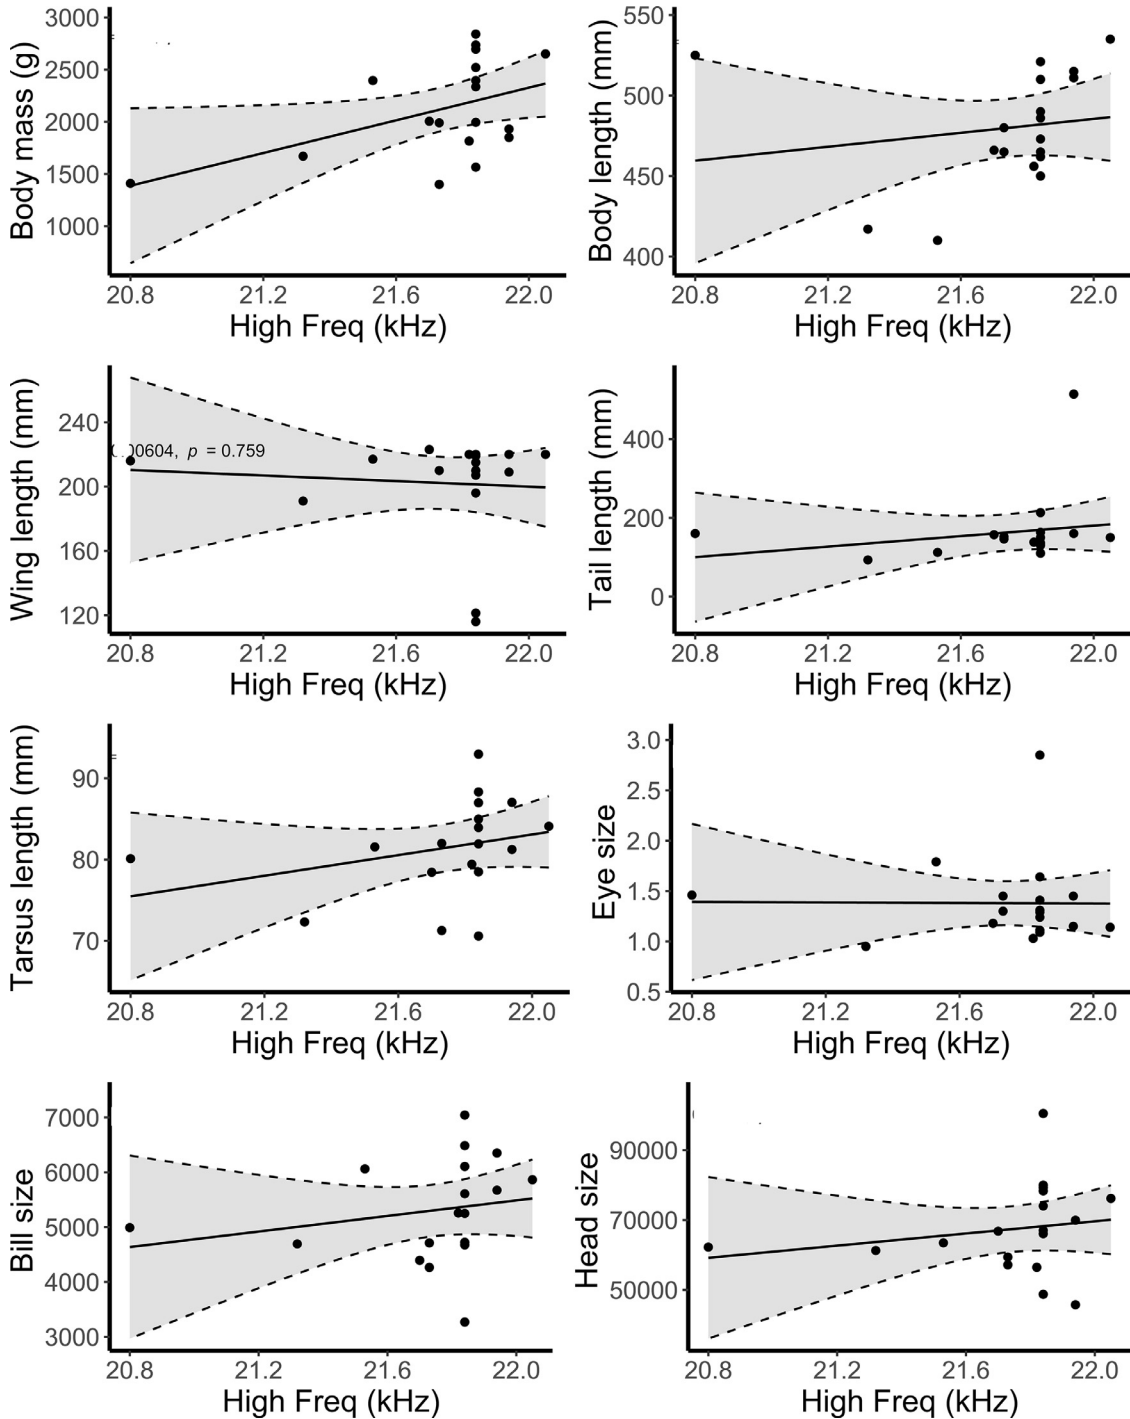 3000
2500
2000
1500
1000
Body mass (g)
20.8 21.2 21.6 22.0
High Freq (kHz)
550
500
450
400
Body length (mm)
20.8 21.2 21.6 22.0
High Freq (kHz)
240
200
160
120
Wing length (mm)
00604, p = 0.759
20.8 21.2 21.6 22.0
High Freq (kHz)
400
200
0
Tail length (mm)
20.8 21.2 21.6 22.0
High Freq (kHz)
90
80
70
Tarsus length (mm)
20.8 21.2 21.6 22.0
High Freq (kHz)
3.0
2.5
2.0
1.5
1.0
0.5
Eye size
20.8 21.2 21.6 22.0
High Freq (kHz)
7000
6000
5000
4000
3000
Bill size
20.8 21.2 21.6 22.0
High Freq (kHz)
90000
70000
50000
Head size
20.8 21.2 21.6 22.0
High Freq (kHz)